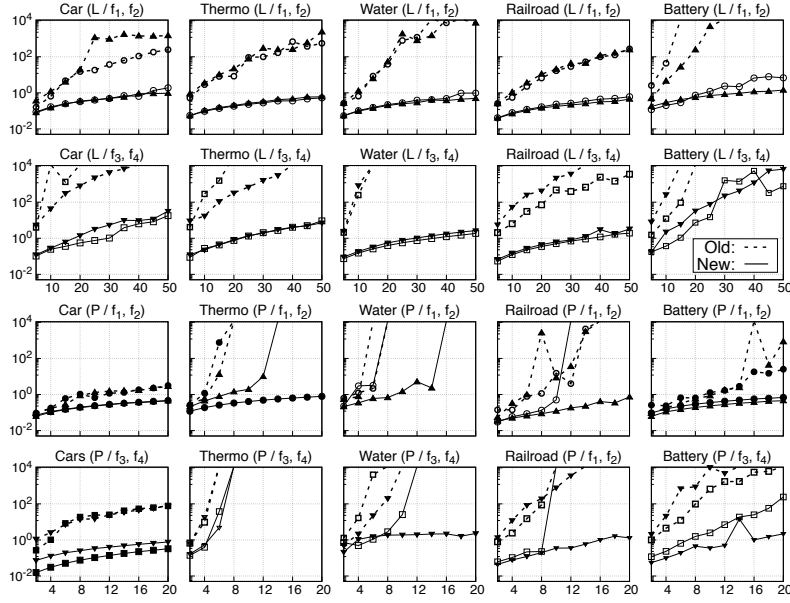 Car (L / f1, f2) Thermo (L / f1, f2) Water (L / f1, f2) Railroad (L / f1, f2) Battery (L / f1, f2)
10^4
10^2
10^0
10^-2
Car (L / f3, f4) Thermo (L / f3, f4) Water (L / f3, f4) Railroad (L / f3, f4) Battery (L / f3, f4)
10^4
10^2
10^0
10^-2
Old:
New:
10 20 30 40 50 10 20 30 40 50 10 20 30 40 50 10 20 30 40 50 10 20 30 40 50
Car (P / f1, f2) Thermo (P / f1, f2) Water (P / f1, f2) Railroad (P / f1, f2) Battery (P / f1, f2)
10^4
10^2
10^0
10^-2
Cars (P / f3, f4) Thermo (P / f3, f4) Water (P / f3, f4) Railroad (P / f1, f2) Battery (P / f3, f4)
10^4
10^2
10^0
10^-2
4 8 12 16 20 4 8 12 16 20 4 8 12 16 20 4 8 12 16 20 4 8 12 16 20